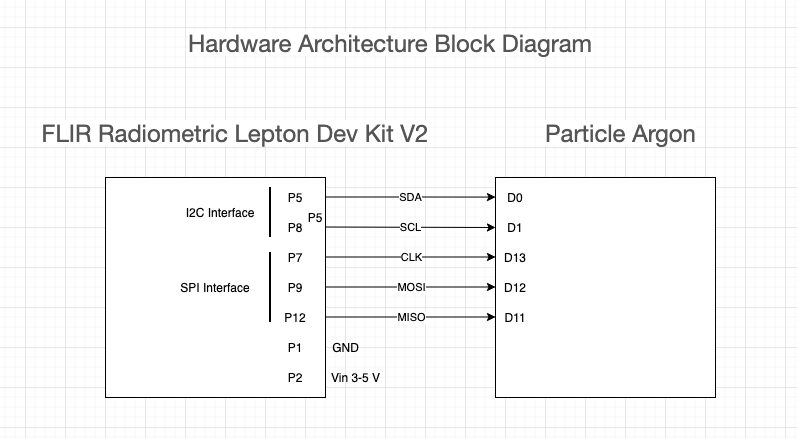 Hardware Architecture Block Diagram
FLIR Radiometric Lepton Dev Kit V2
Particle Argon
P5 SDA D0
I2C Interface P5
P8 SCL D1
P7 CLK D13
SPI Interface P9 MOSI D12
P12 MISO D11
P1 GND
P2 Vin 3-5 V